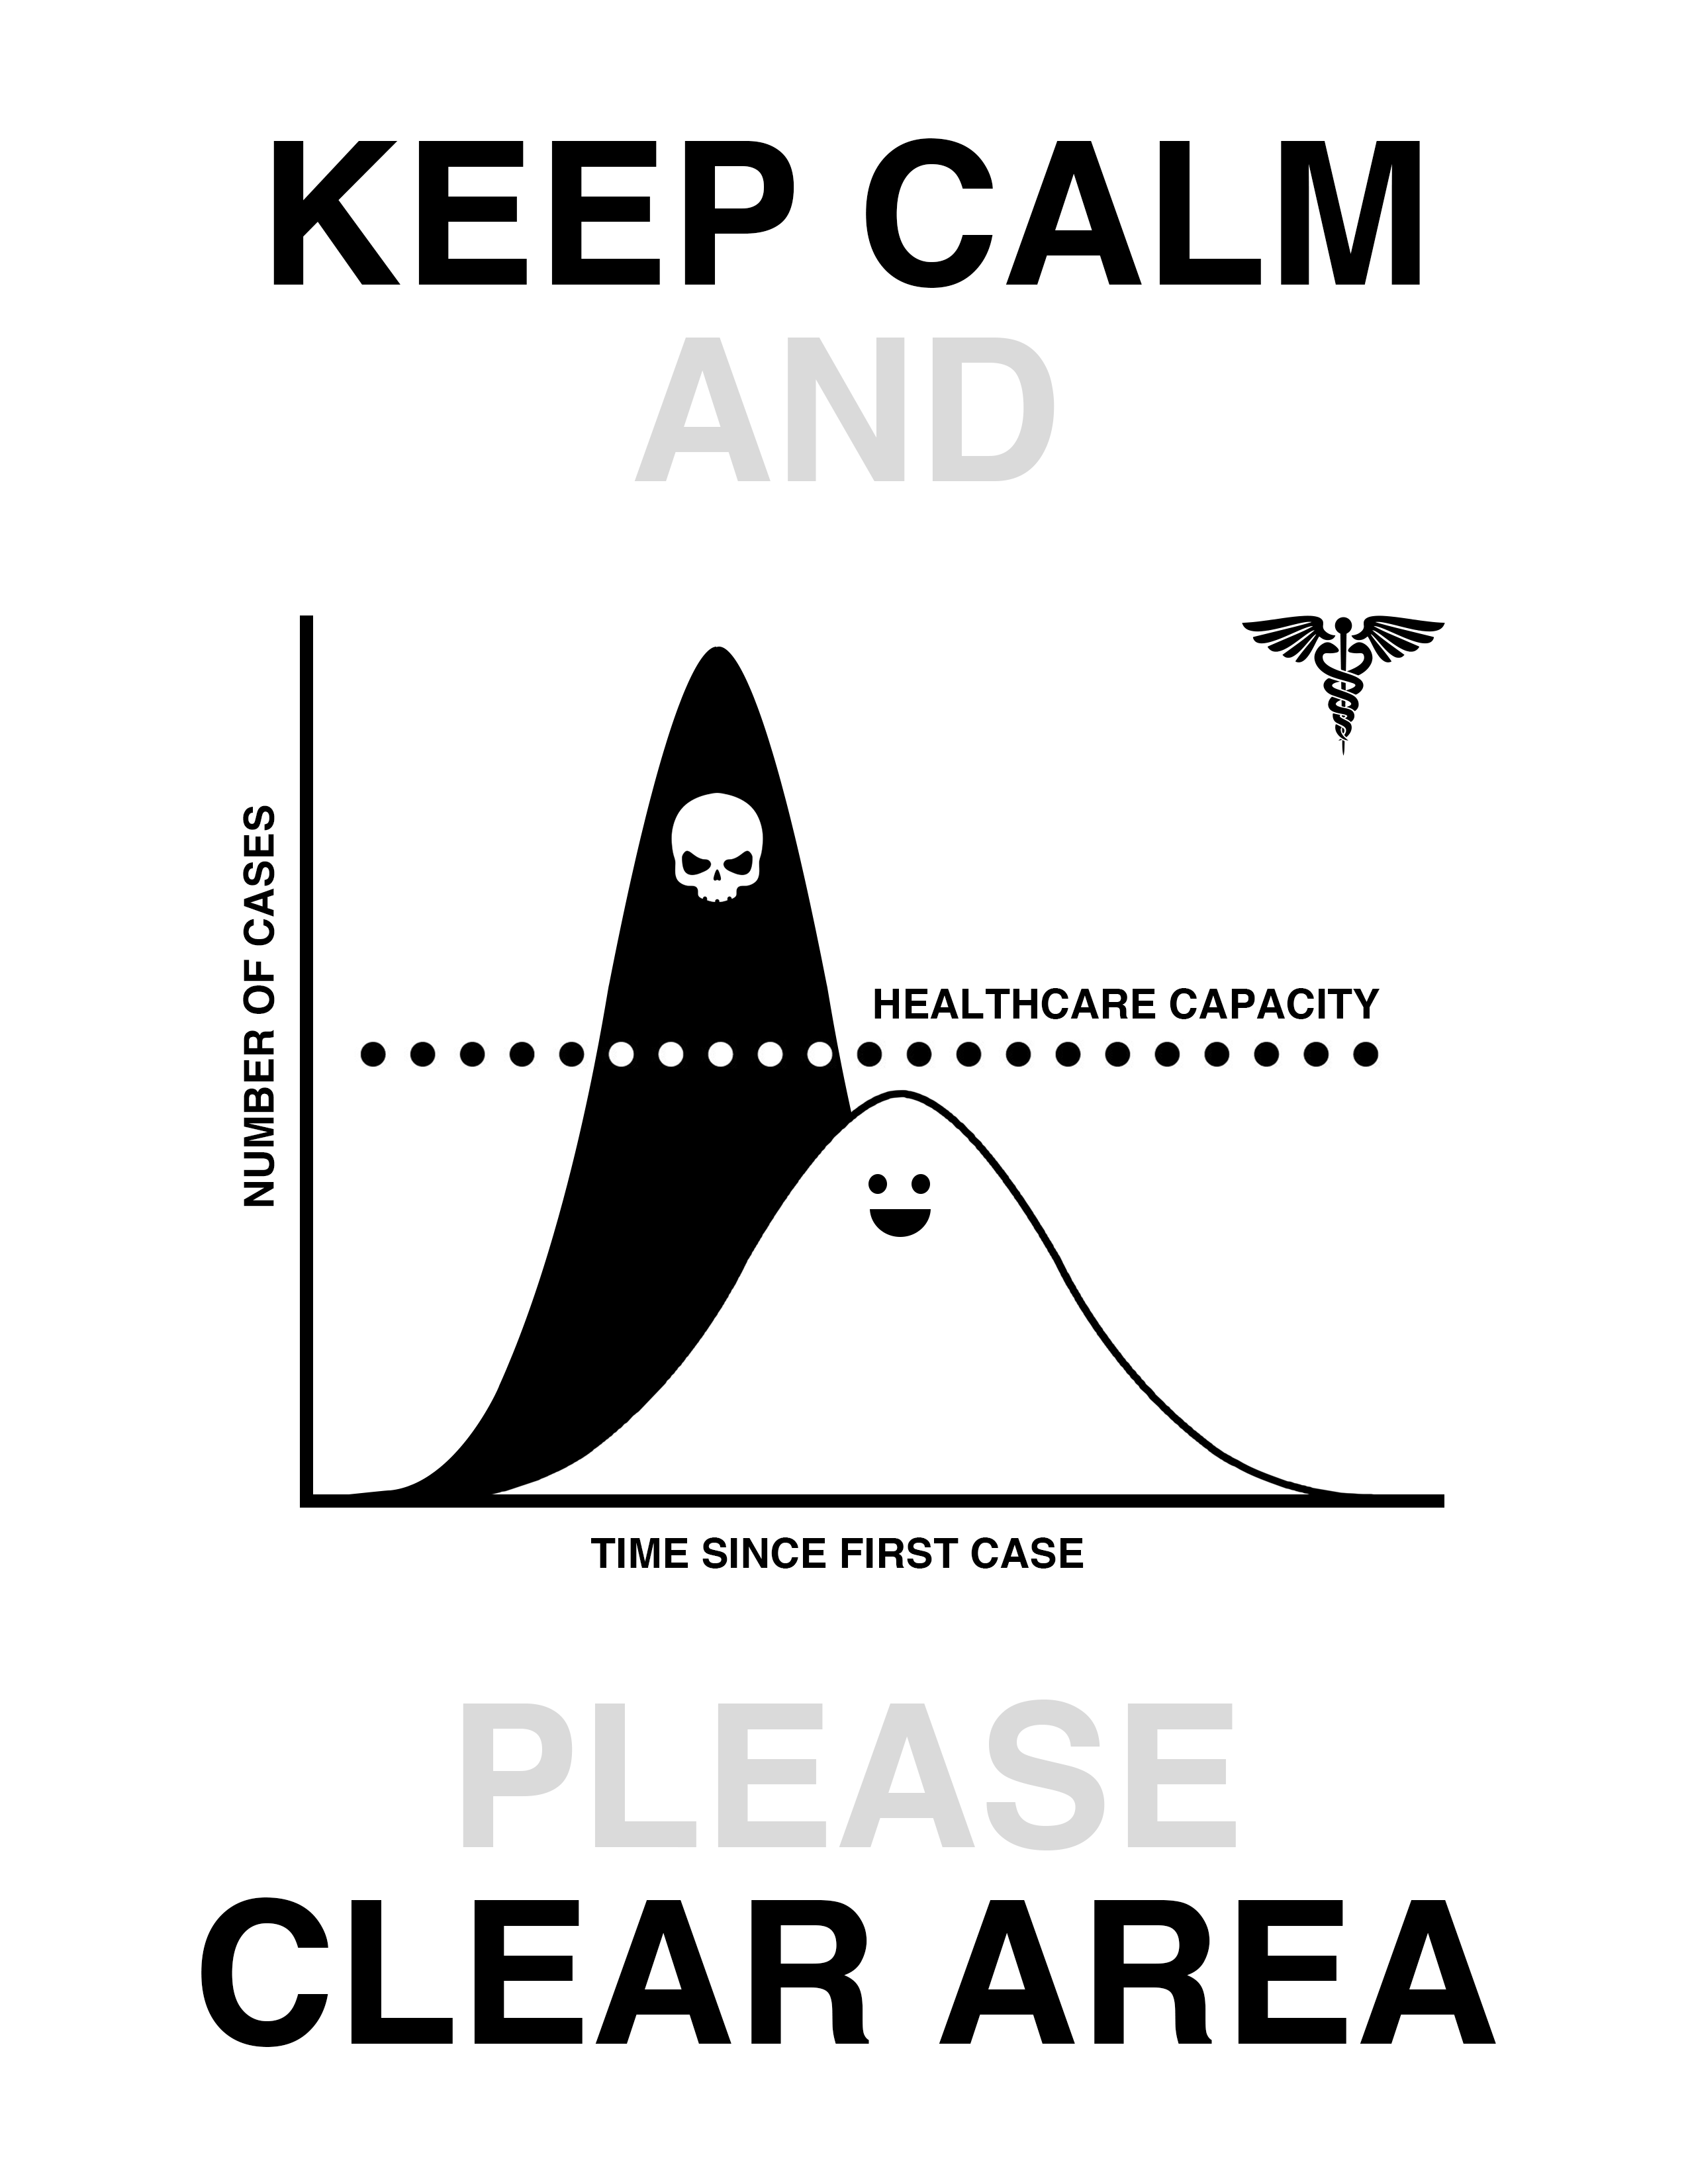 KEEP CALM
AND
NUMBER OF CASES
HEALTHCARE CAPACITY
TIME SINCE FIRST CASE
PLEASE
CLEAR AREA